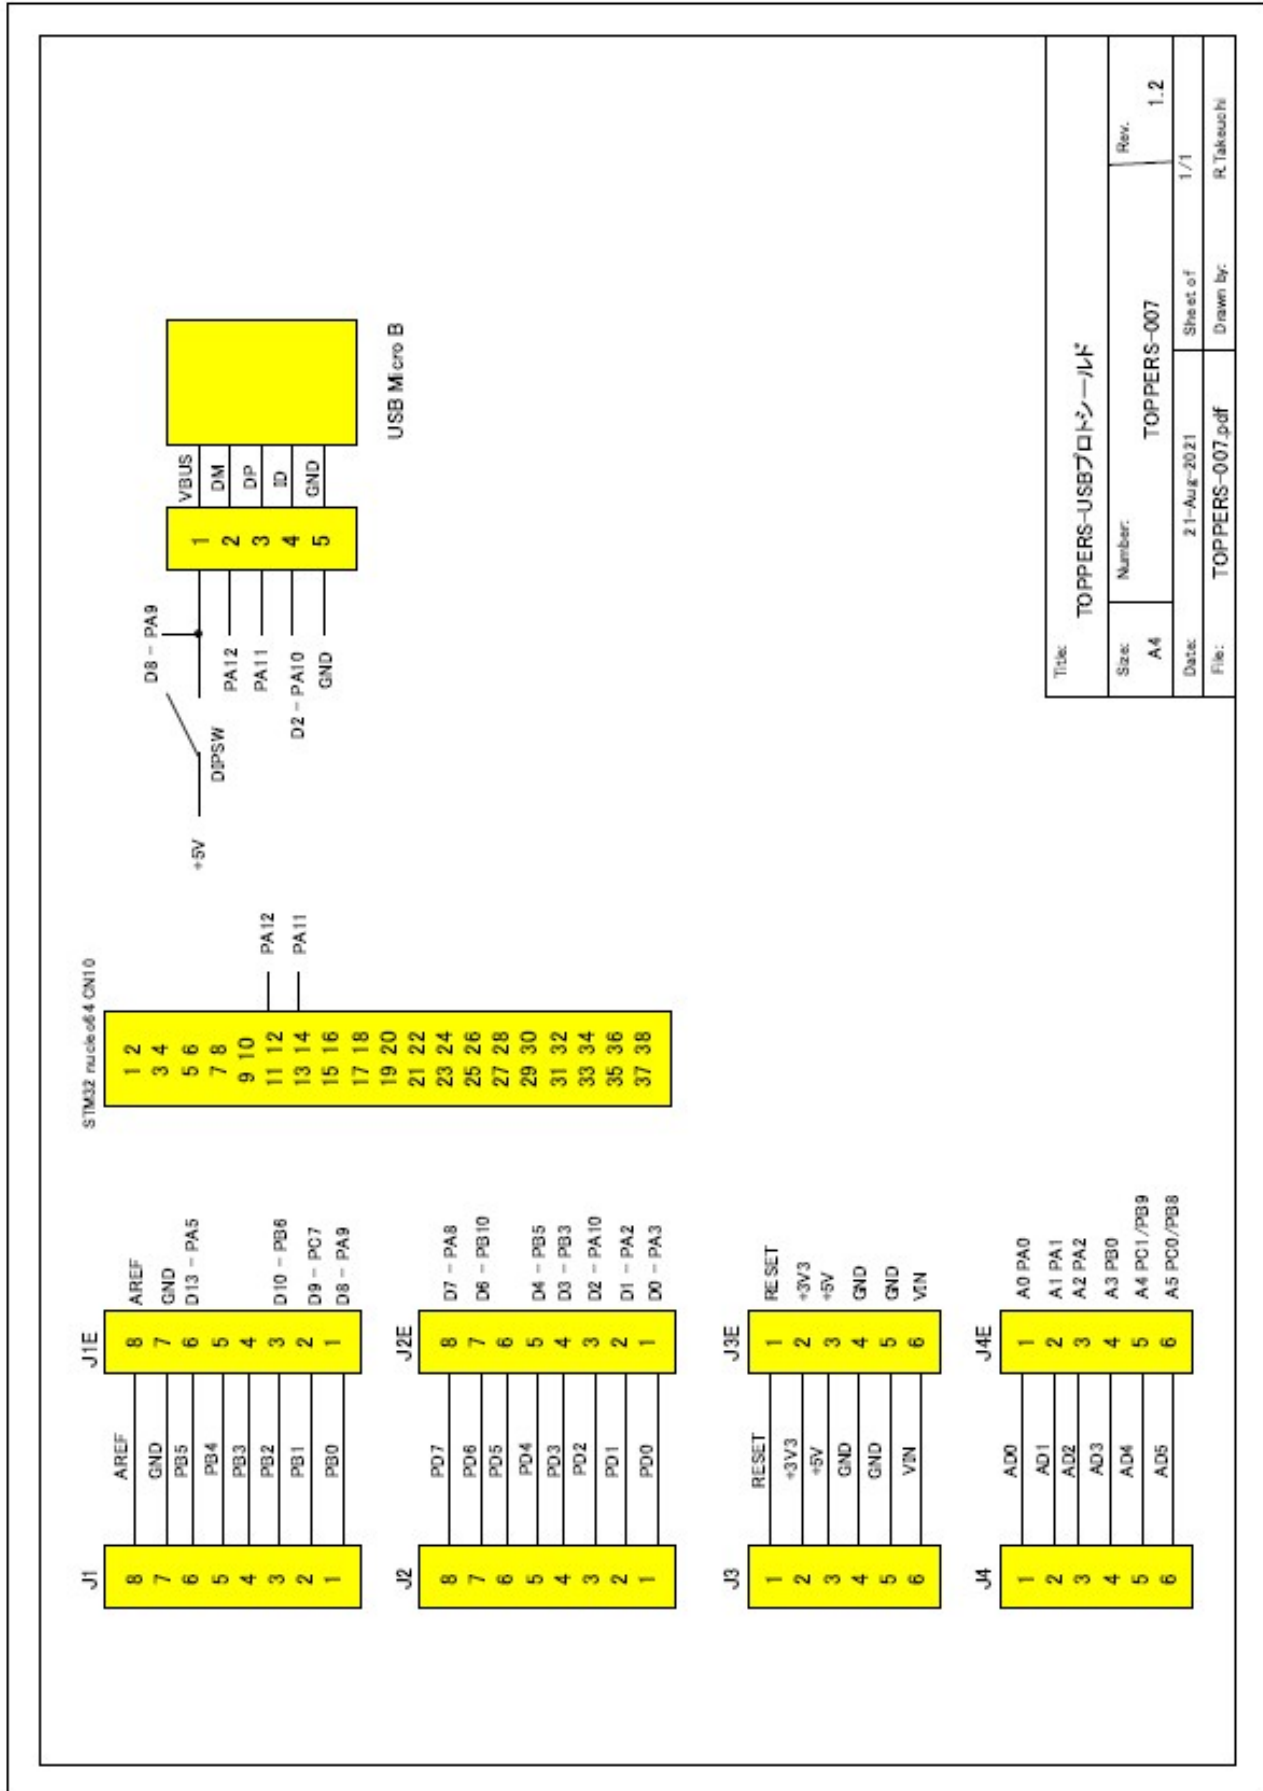 J1
8
7
6
5
4
3
2
1
AREF
GND
PB5
PB4
PB3
PB2
PB1
PB0
J1E
8
7
6
5
4
3
2
1
AREF
GND
D13 - PA5
D10 - PB6
D9 - PC7
D8 - PA9
J2
8
7
6
5
4
3
2
1
PD7
PD6
PD5
PD4
PD3
PD2
PD1
PD0
J2E
8
7
6
5
4
3
2
1
D7 - PA8
D6 - PB10
D4 - PB5
D3 - PB3
D2 - PA10
D1 - PA2
D0 - PA3
J3
1
2
3
4
5
6
RESET
+3V3
+5V
GND
GND
VIN
J3E
1
2
3
4
5
6
RESET
+3V3
+5V
GND
GND
VIN
J4
1
2
3
4
5
6
AD0
AD1
AD2
AD3
AD4
AD5
J4E
1
2
3
4
5
6
A0 PA0
A1 PA1
A2 PA2
A3 PB0
A4 PC1/PB9
A5 PC0/PB8
STM32 nucleo64 CN10
1 2
3 4
5 6
7 8
9 10
11 12
13 14
15 16
17 18
19 20
21 22
23 24
25 26
27 28
29 30
31 32
33 34
35 36
37 38
PA12
PA11
+5V
DIPSW
D8 - PA9
PA12
PA11
D2 - PA10
GND
1
2
3
4
5
VBUS
DM
DP
ID
GND
USB Micro B
Title:
TOPPERS-USBプロトシールド
Size: Number: Rev.
A4 TOPPERS-007 1.2
Date: 21-Aug-2021 Sheet of 1/1
File: TOPPERS-007.pdf Drawn by: R.Takeuchi